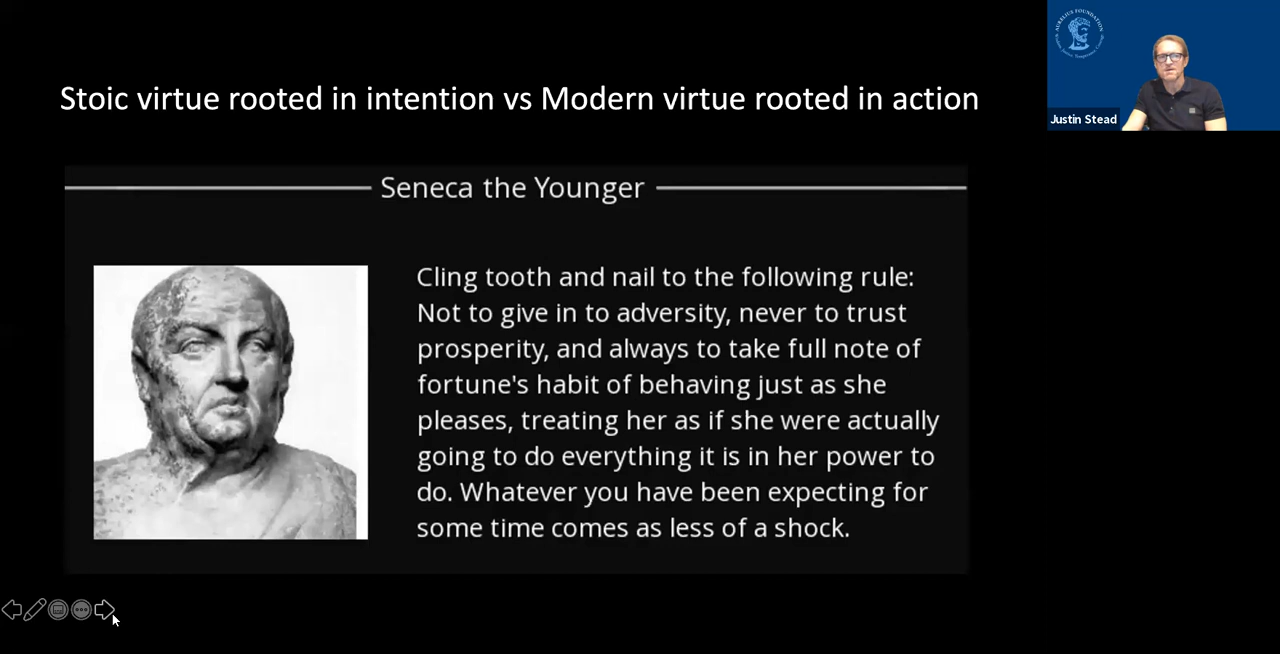 Stoic virtue rooted in intention vs Modern virtue rooted in action
AURELIUS FOUNDATION
Justin Stead
Seneca the Younger
Cling tooth and nail to the following rule:
Not to give in to adversity, never to trust
prosperity, and always to take full note of
fortune's habit of behaving just as she
pleases, treating her as if she were actually
going to do everything it is in her power to
do. Whatever you have been expecting for
some time comes as less of a shock.